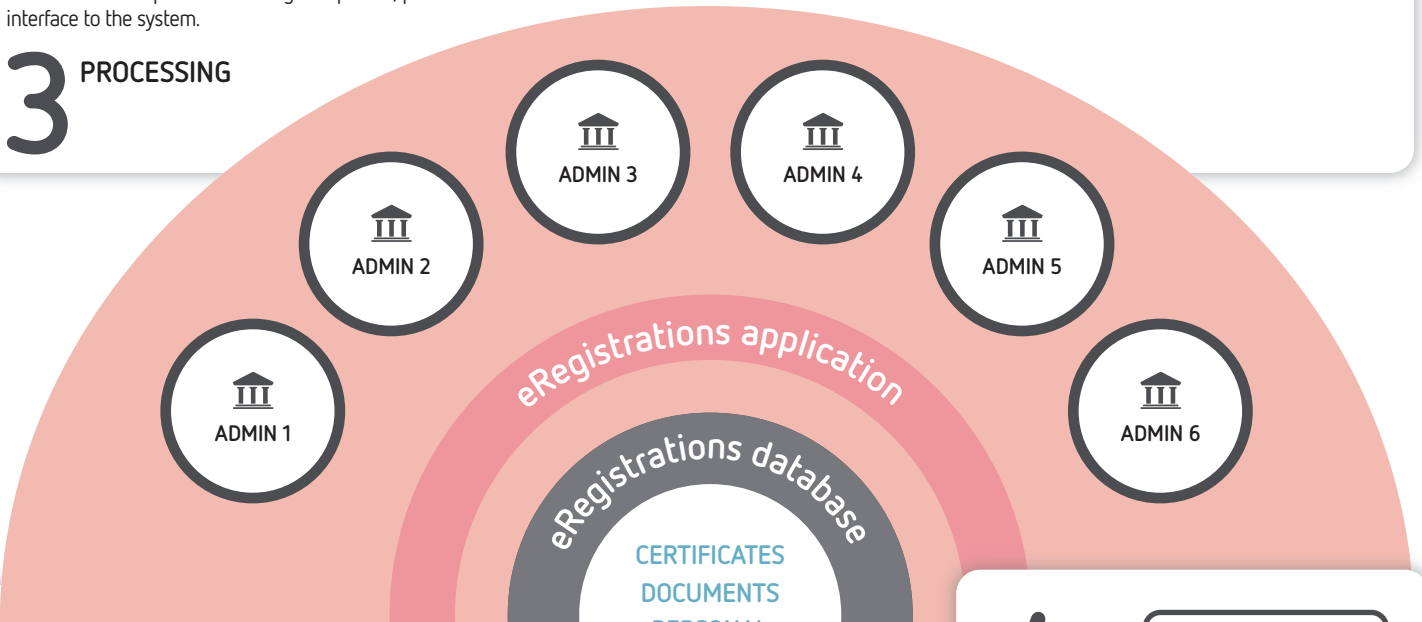 interface to the system.
3 PROCESSING
ADMIN 3
ADMIN 4
ADMIN 2
ADMIN 5
ADMIN 1
ADMIN 6
eRegistrations application
eRegistrations database
CERTIFICATES
DOCUMENTS